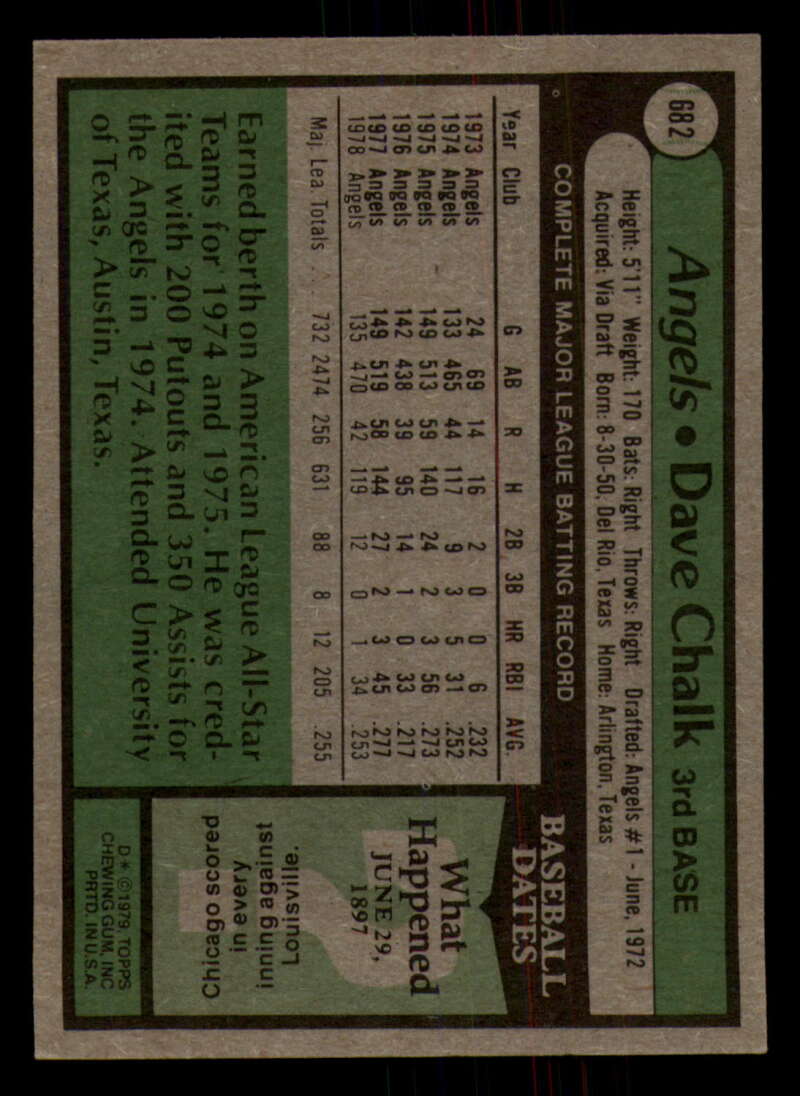 682
Angels • Dave Chalk 3rd BASE
Height: 5'11" Weight: 170 Bats: Right Throws: Right Drafted: Angels #1 - June, 1972
Acquired: Via Draft Born: 8-30-50, Del Rio, Texas Home: Arlington, Texas
COMPLETE MAJOR LEAGUE BATTING RECORD
Year Club G AB R H 2B 3B HR RBI AVG.
1973 Angels 24 69 14 16 2 0 0 6 .232
1974 Angels 133 465 44 117 9 3 5 31 .252
1975 Angels 149 513 59 140 24 2 3 56 .273
1976 Angels 142 438 39 95 14 1 0 33 .217
1977 Angels 149 519 58 144 27 2 3 45 .277
1978 Angels 135 470 42 119 12 0 1 34 .253
Maj. Lea. Totals . . . 732 2474 256 631 88 8 12 205 .255
Earned berth on American League All-Star
Teams for 1974 and 1975. He was cred-
ited with 200 Putouts and 350 Assists for
the Angels in 1974. Attended University
of Texas, Austin, Texas.
BASEBALL
DATES
What
Happened
JUNE 29,
1897
?
Chicago scored
in every
inning against
Louisville.
D * © 1979, TOPPS
CHEWING GUM, INC
PRTD. IN U.S.A.